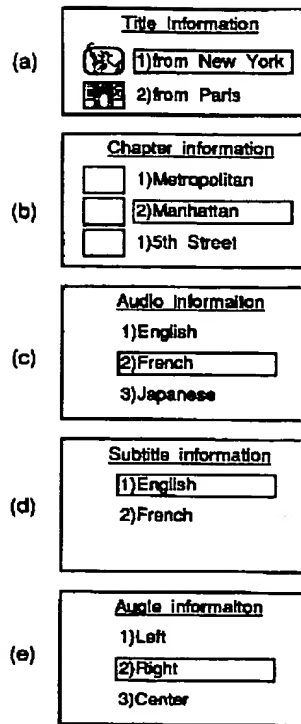 Title Information
(a)
1)from New York
2)from Paris
Chapter information
1)Metropolitan
(b)
2)Manhattan
1)5th Street
Audio Informaiton
1)English
(c)
2)French
3)Japanese
Subtitle information
1)English
(d)
2)French
Augle informaiton
1)Left
(e)
2)Right
3)Center